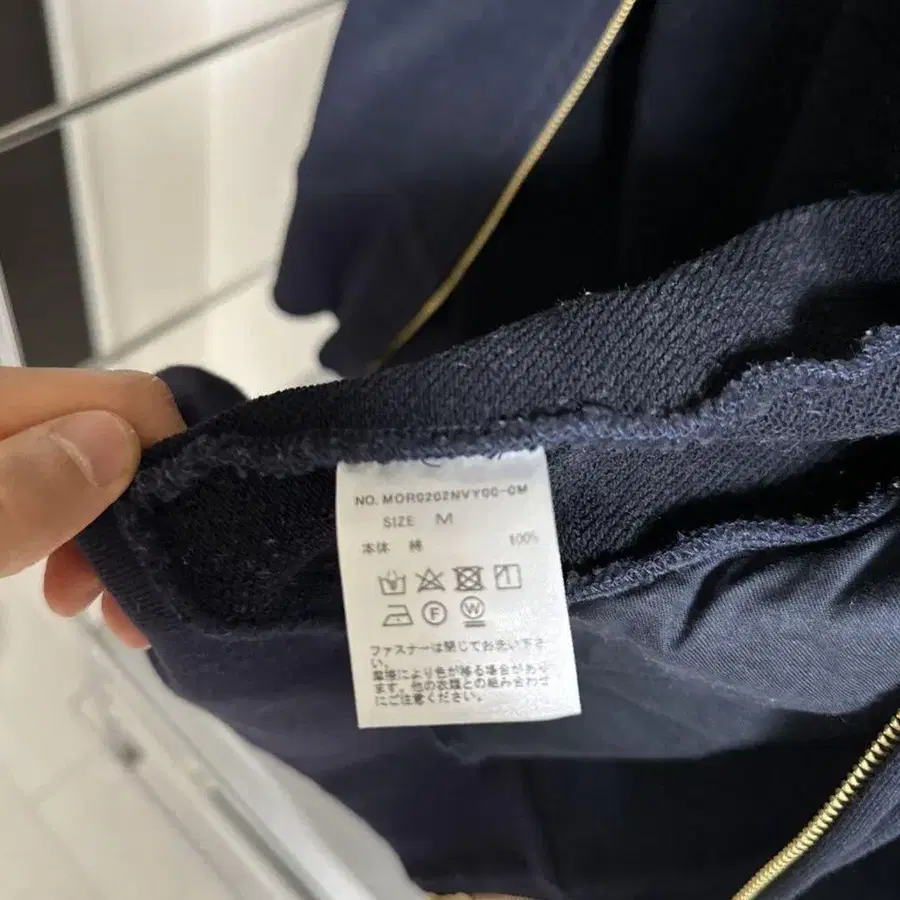 NO. MOR0202NVY00-0M
SIZE M
本体 綿 100%
F
W
ファスナーは閉じてお洗い下さ
い。
摩擦により色が移る場合があり
ます。他の衣類との組み合わせ
にご注意ください。